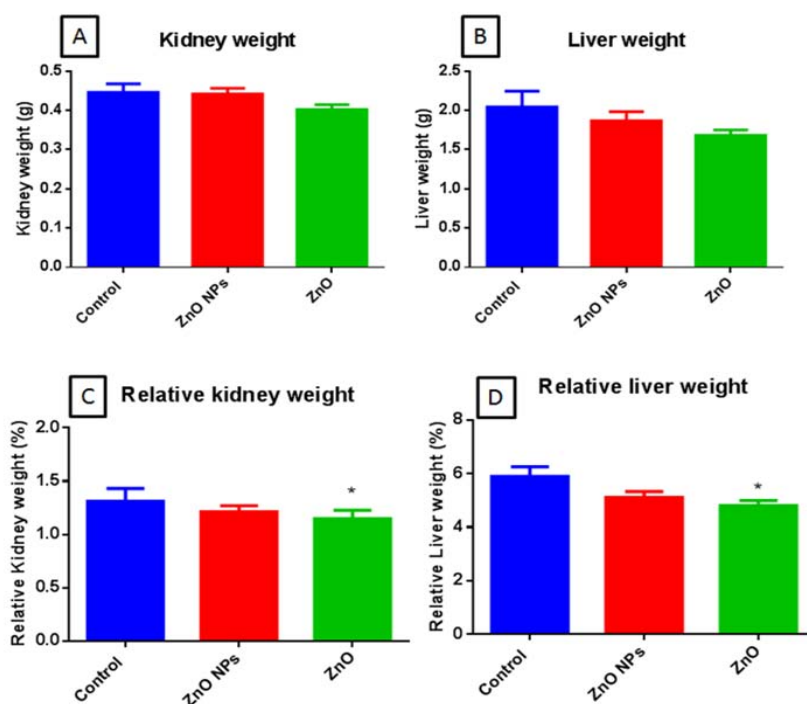 A
Kidney weight
Kidney weight (g)
0.5
0.4
0.3
0.2
0.1
0.0
Control
ZnO NPs
ZnO
B
Liver weight
Liver weight (g)
2.5
2.0
1.5
1.0
0.5
0.0
Control
ZnO NPs
ZnO
C
Relative kidney weight
Relative Kidney weight (%)
2.0
1.5
1.0
0.5
0.0
*
Control
ZnO NPs
ZnO
D
Relative liver weight
Relative Liver weight (%)
8
6
4
2
0
*
Control
ZnO NPs
ZnO